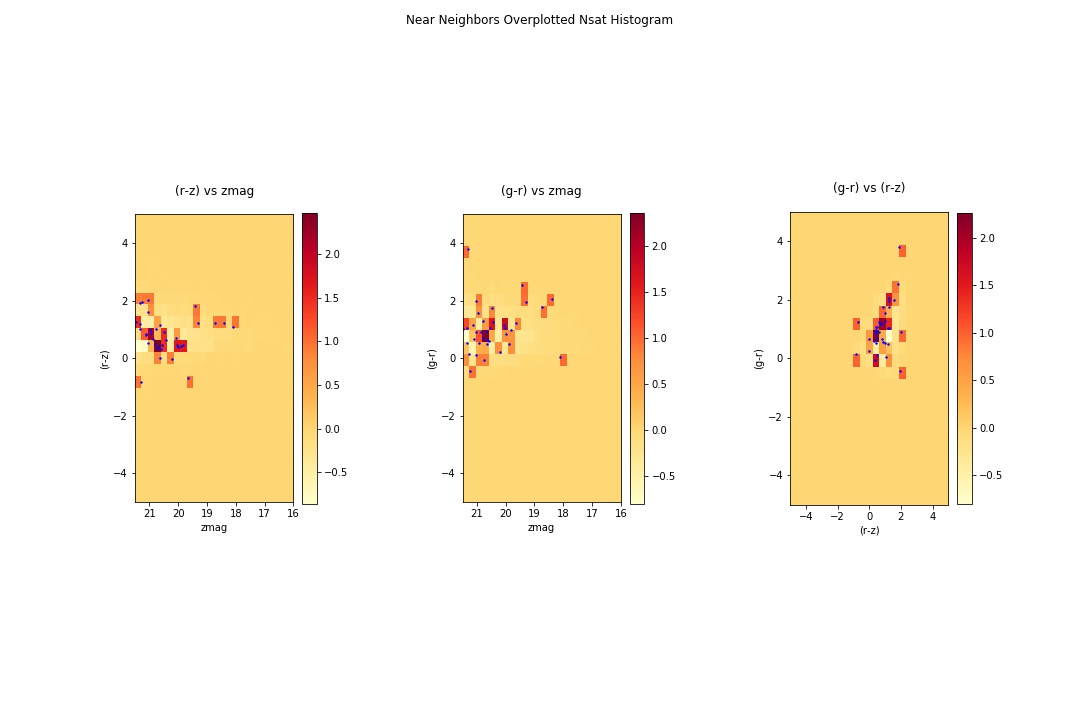 Near Neighbors Overplotted Nsat Histogram
(r-z) vs zmag
4
2
0
−2
−4
(r-z)
21 20 19 18 17 16
zmag
2.0
1.5
1.0
0.5
0.0
−0.5
(g-r) vs zmag
4
2
0
−2
−4
(g-r)
21 20 19 18 17 16
zmag
2.0
1.5
1.0
0.5
0.0
−0.5
(g-r) vs (r-z)
4
2
0
−2
−4
(g-r)
−4 −2 0 2 4
(r-z)
2.0
1.5
1.0
0.5
0.0
−0.5